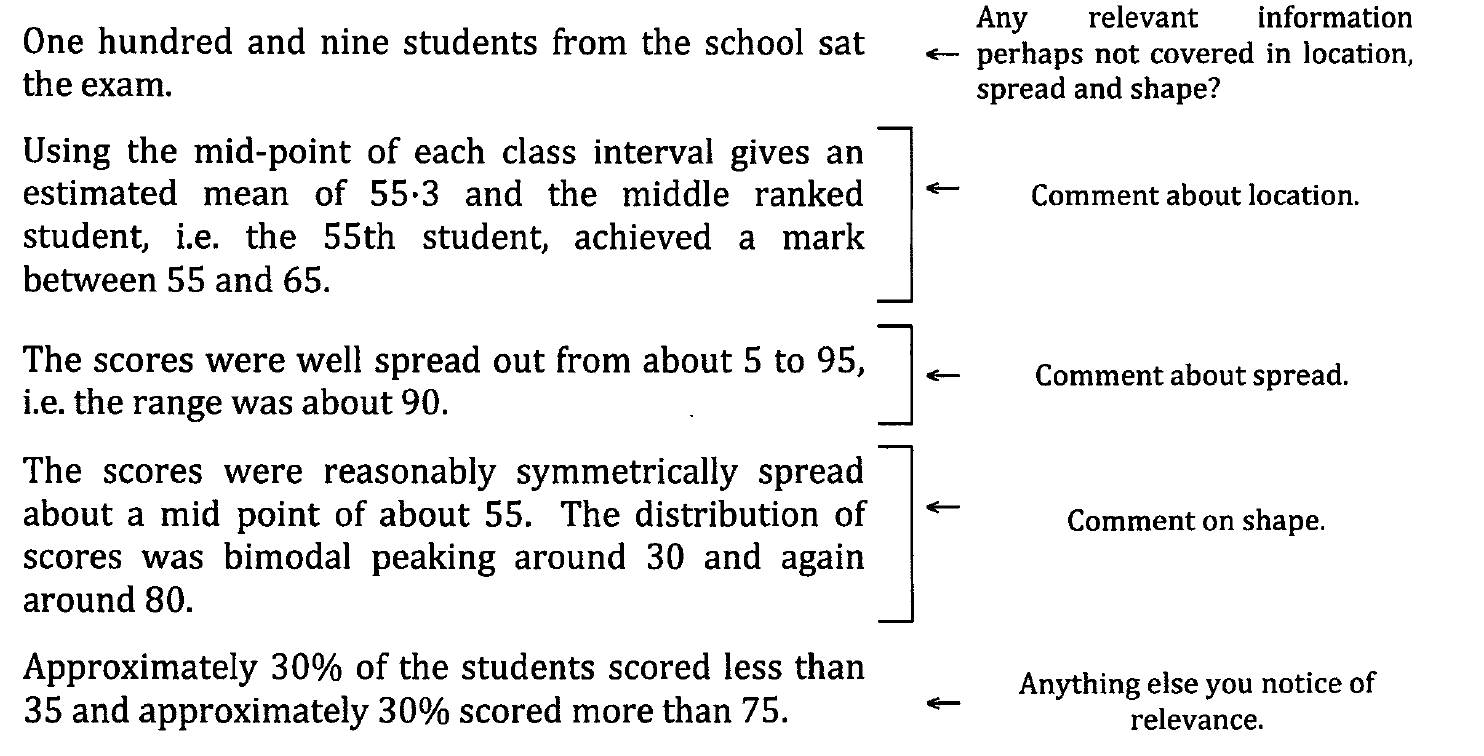 One hundred and nine students from the school sat
the exam.
Any relevant information
← perhaps not covered in location,
spread and shape?
Using the mid-point of each class interval gives an
estimated mean of 55·3 and the middle ranked
student, i.e. the 55th student, achieved a mark
between 55 and 65.
← Comment about location.
The scores were well spread out from about 5 to 95,
i.e. the range was about 90.
← Comment about spread.
The scores were reasonably symmetrically spread
about a mid point of about 55. The distribution of
scores was bimodal peaking around 30 and again
around 80.
← Comment on shape.
Approximately 30% of the students scored less than
35 and approximately 30% scored more than 75.
← Anything else you notice of
relevance.